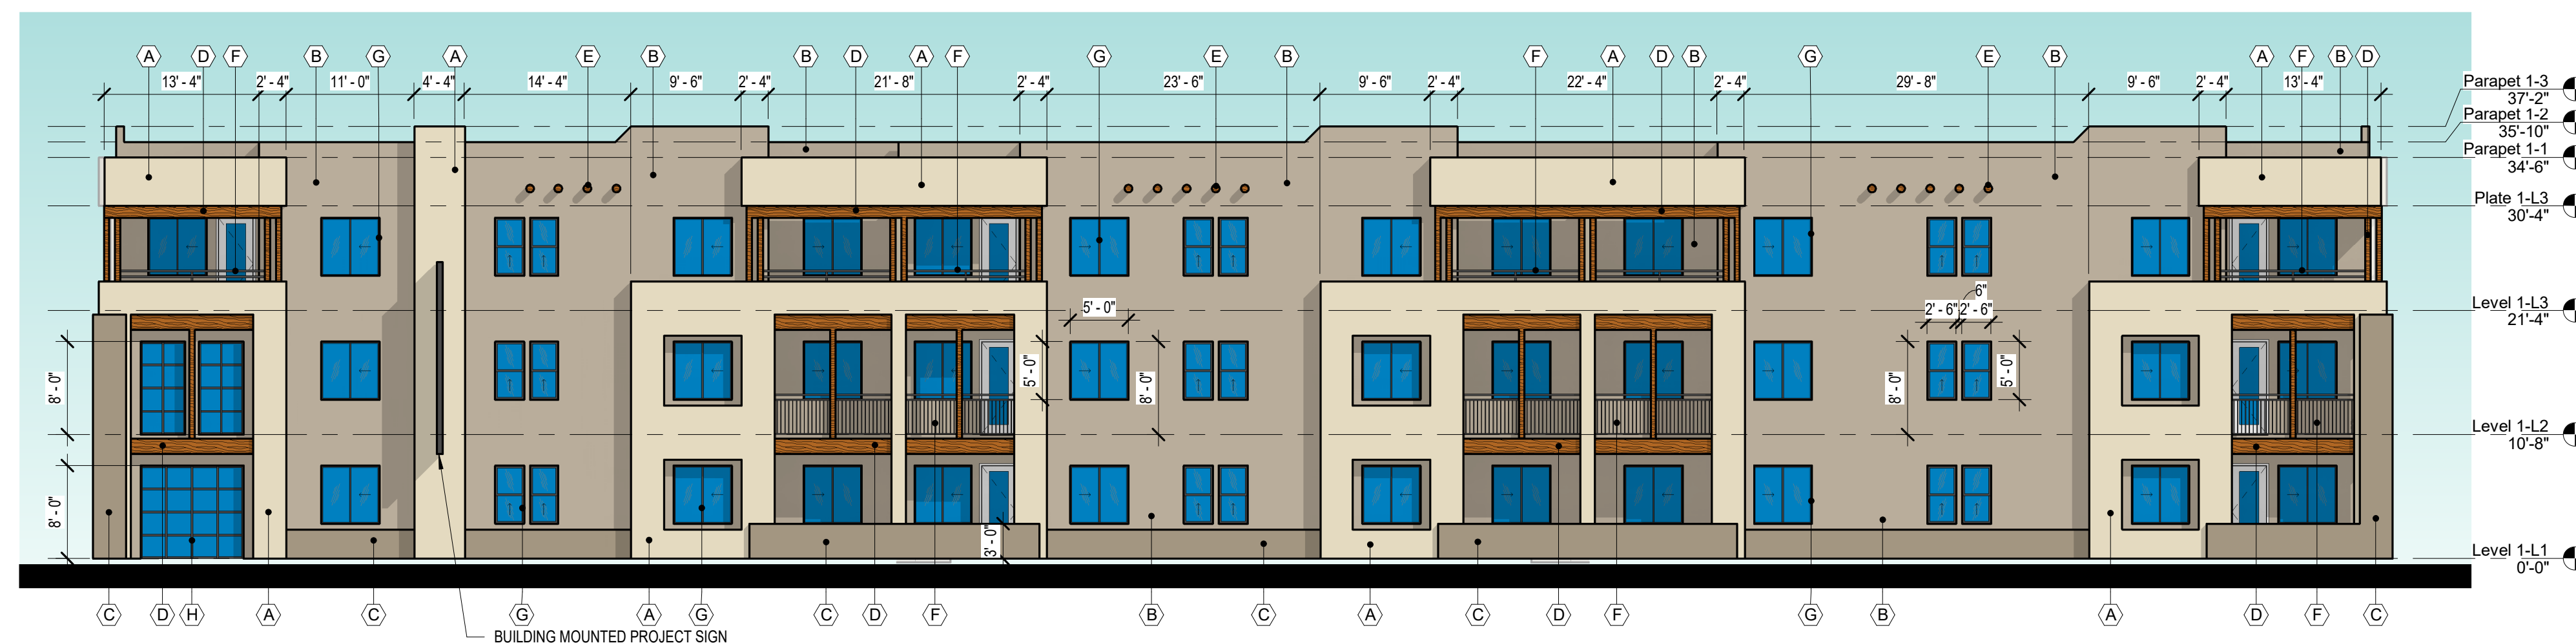 A D F B G A E B B D A F G E B F A D B G E B A F B D
13' - 4" 2' - 4" 11' - 0" 4' - 4" 14' - 4" 9' - 6" 2' - 4" 21' - 8" 2' - 4" 23' - 6" 9' - 6" 2' - 4" 22' - 4" 2' - 4" 29' - 8" 9' - 6" 2' - 4" 13' - 4"
Parapet 1-3
37'-2"
Parapet 1-2
35'-10"
Parapet 1-1
34'-6"
Plate 1-L3
30'-4"
Level 1-L3
21'-4"
6"
5' - 0" 2' - 6" 2' - 6"
8' - 0" 5' - 0" 8' - 0" 8' - 0" 5' - 0"
Level 1-L2
10'-8"
8' - 0" 3' - 0"
Level 1-L1
0'-0"
C D H A C G A G C D F B C A C D F G B A D F C
BUILDING MOUNTED PROJECT SIGN